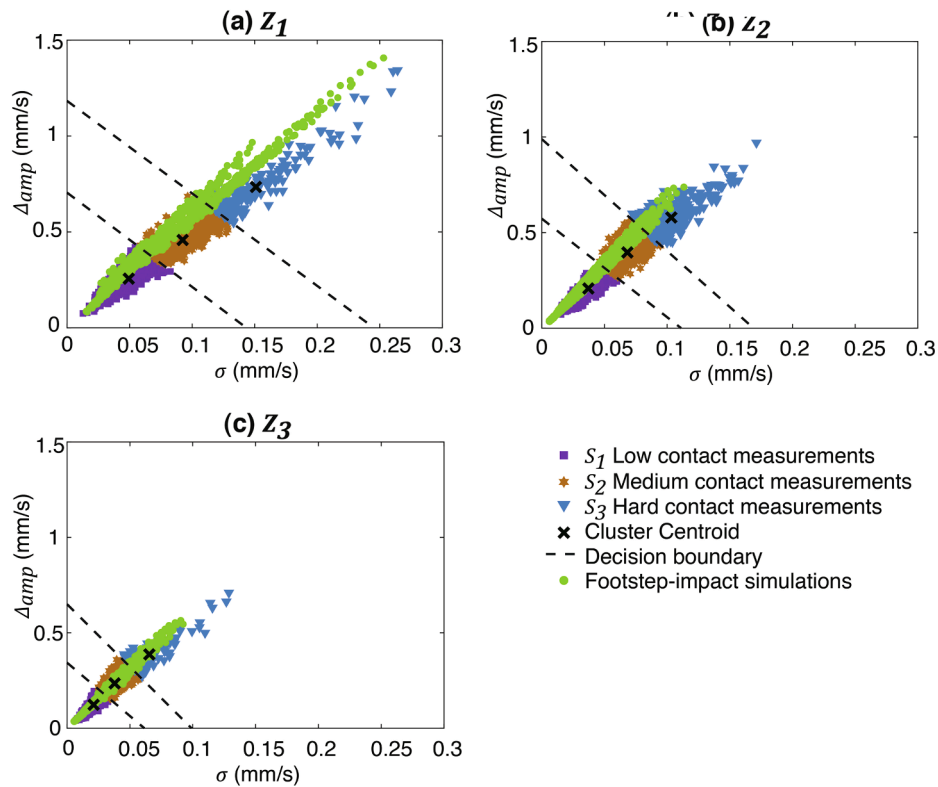 (a) Z1
1.5
1
0.5
0
Δamp (mm/s)
0 0.05 0.1 0.15 0.2 0.25 0.3
σ (mm/s)
(b) Z2
1.5
1
0.5
0
Δamp (mm/s)
0 0.05 0.1 0.15 0.2 0.25 0.3
σ (mm/s)
(c) Z3
1.5
1
0.5
0
Δamp (mm/s)
0 0.05 0.1 0.15 0.2 0.25 0.3
σ (mm/s)
S1 Low contact measurements
S2 Medium contact measurements
S3 Hard contact measurements
Cluster Centroid
Decision boundary
Footstep-impact simulations